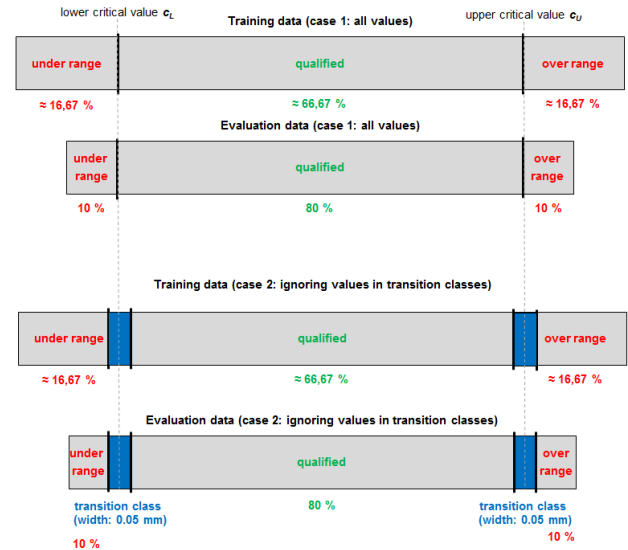 lower critical value cL
upper critical value cU
Training data (case 1: all values)
under range
qualified
over range
≈ 16,67 %
≈ 66,67 %
≈ 16,67 %
Evaluation data (case 1: all values)
under
range
qualified
over
range
10 %
80 %
10 %
Training data (case 2: ignoring values in transition classes)
under range
qualified
over range
≈ 16,67 %
≈ 66,67 %
≈ 16,67 %
Evaluation data (case 2: ignoring values in transition classes)
under
range
qualified
over
range
transition class
(width: 0.05 mm)
80 %
transition class
(width: 0.05 mm)
10 %
10 %